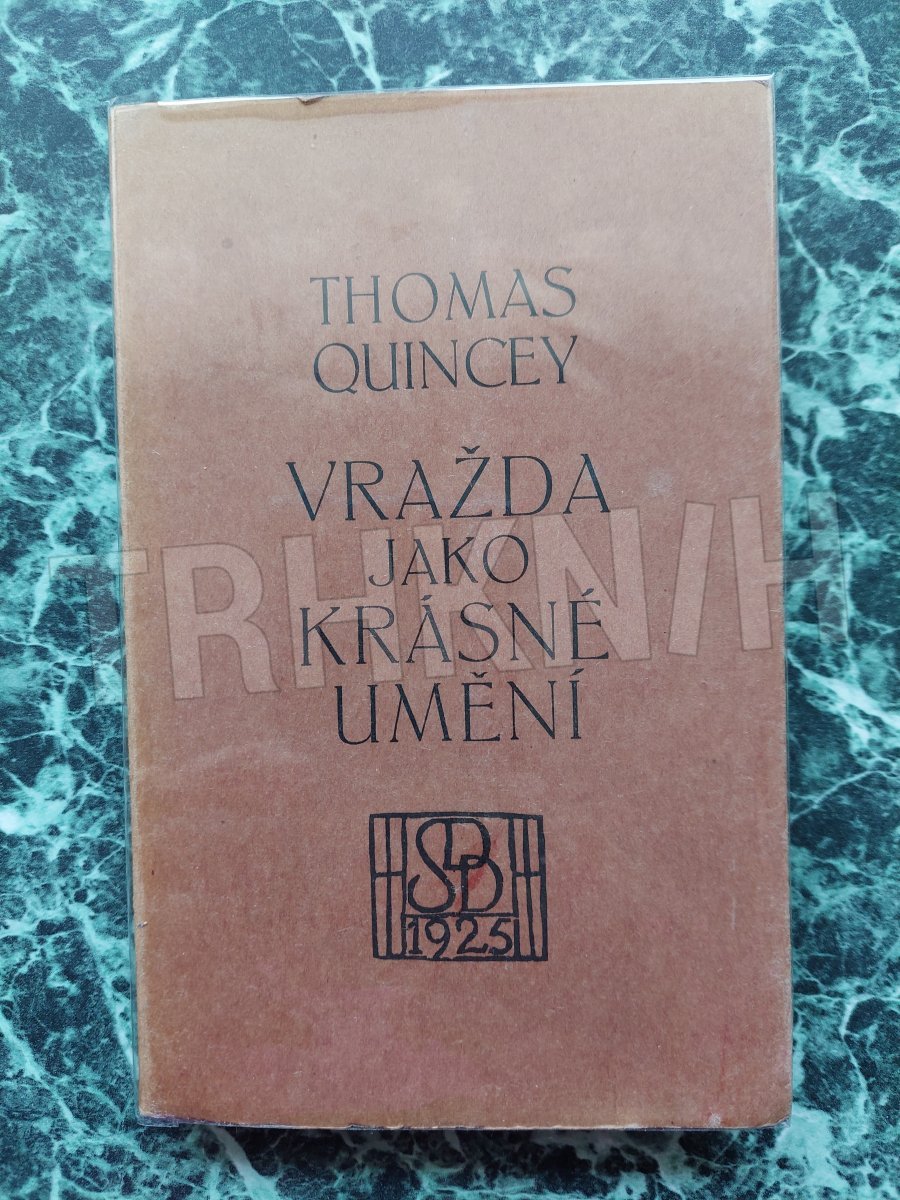 THOMAS
QUINCEY
VRAŽDA
JAKO
KRÁSNÉ
UMĚNÍ
TRHKNIH
SDB
1925